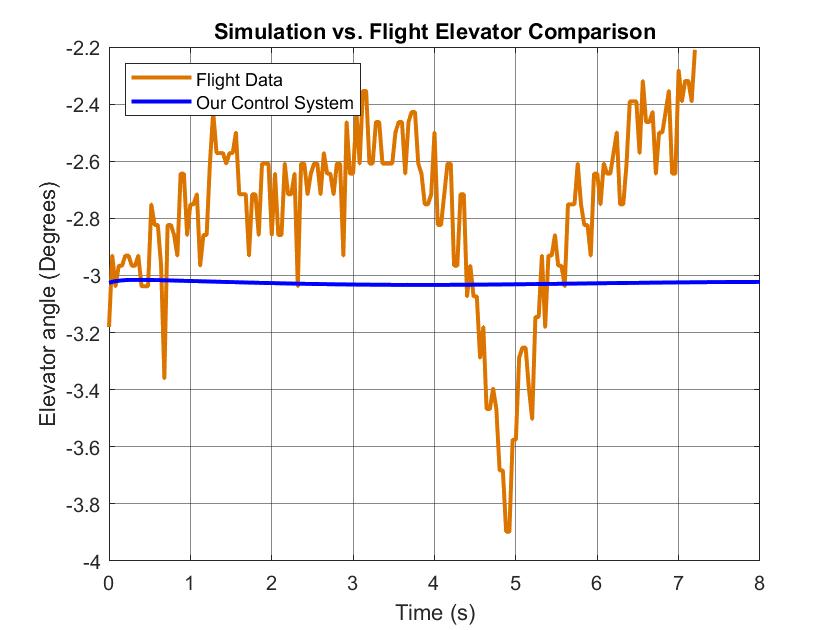 Simulation vs. Flight Elevator Comparison
Flight Data
Our Control System
Elevator angle (Degrees)
-2.2
-2.4
-2.6
-2.8
-3
-3.2
-3.4
-3.6
-3.8
-4
0 1 2 3 4 5 6 7 8
Time (s)